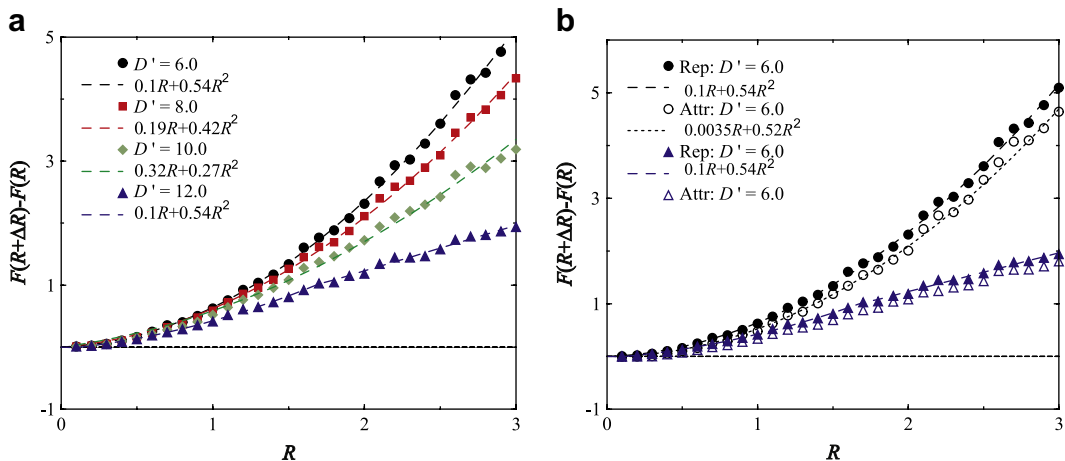 a
5
D' = 6.0
0.1R+0.54R²
D' = 8.0
0.19R+0.42R²
D' = 10.0
0.32R+0.27R²
D' = 12.0
0.1R+0.54R²
3
1
-1
0
1
2
3
F(R+ΔR)-F(R)
R
b
5
Rep: D' = 6.0
0.1R+0.54R²
Attr: D' = 6.0
0.0035R+0.52R²
Rep: D' = 6.0
0.1R+0.54R²
Attr: D' = 6.0
3
1
-1
0
1
2
3
F(R+ΔR)-F(R)
R